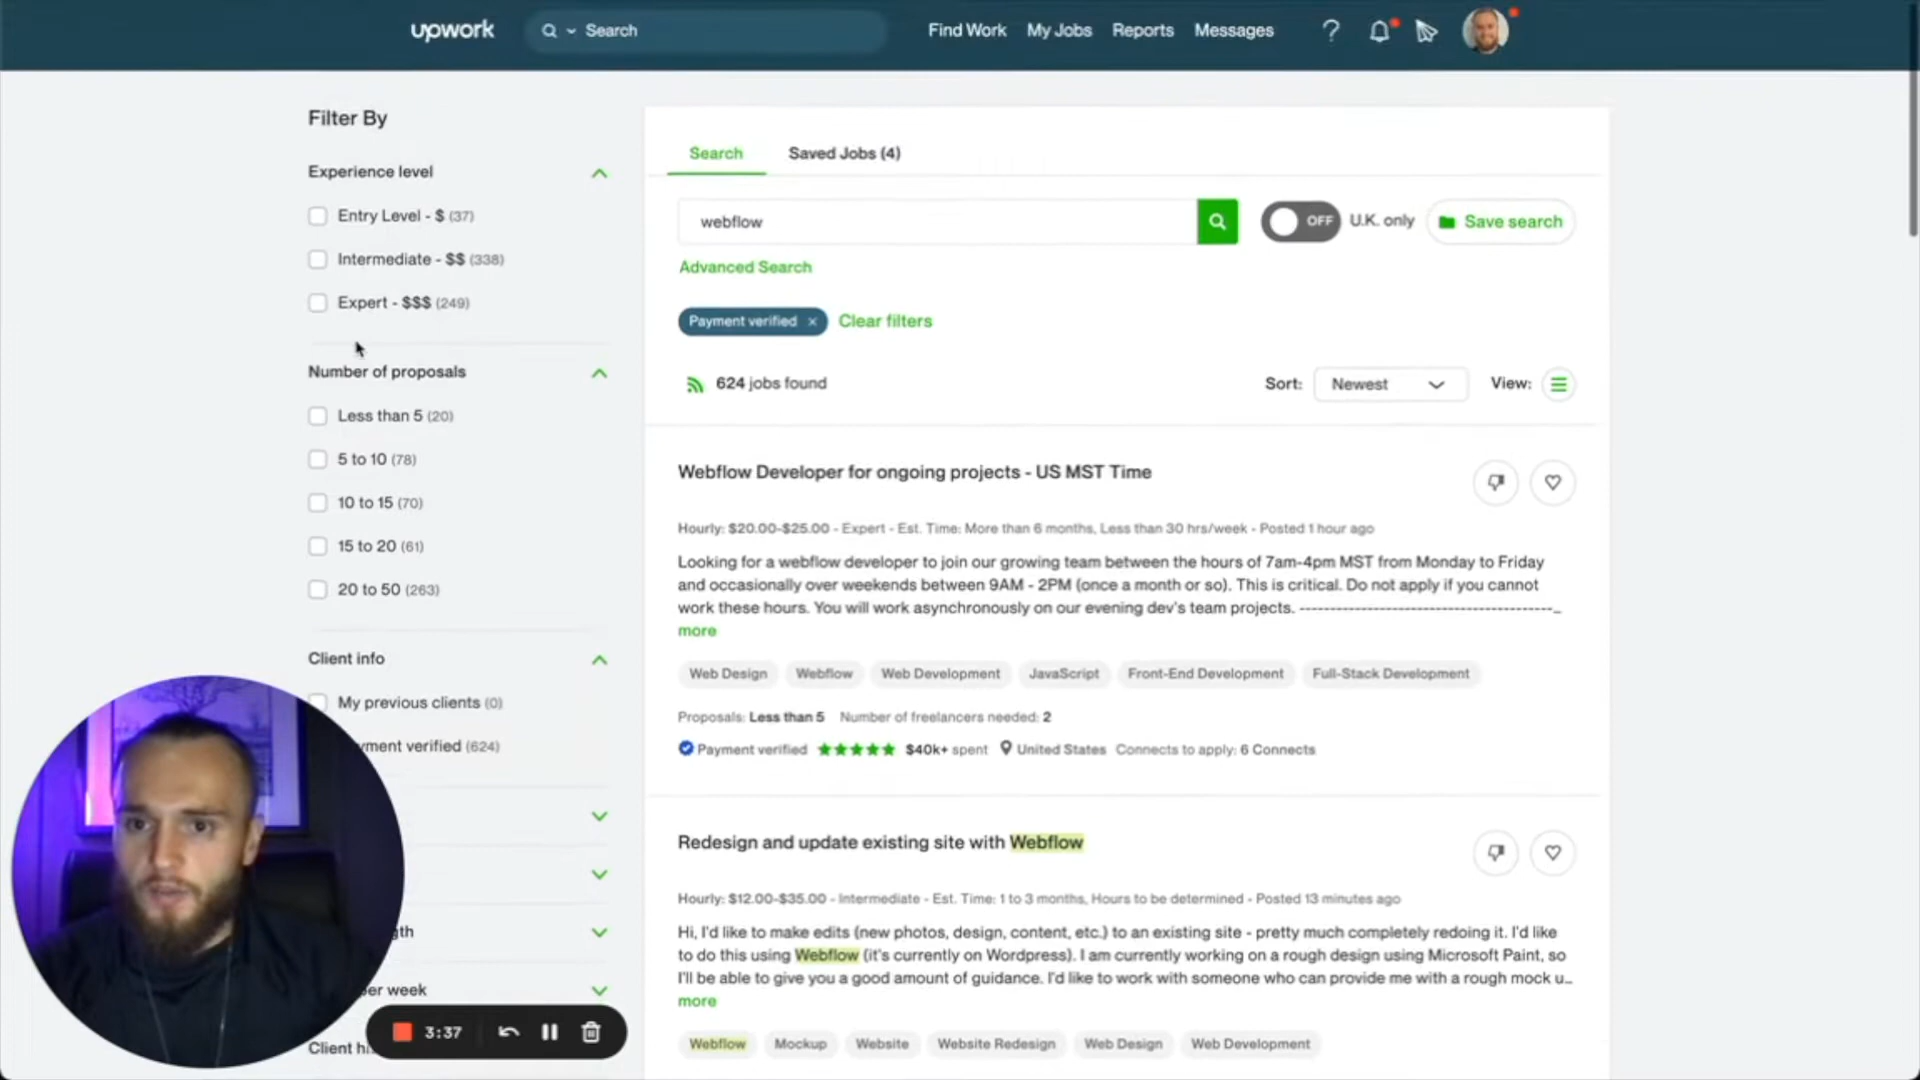 upwork
Search
Find Work
My Jobs
Reports
Messages
Filter By
Experience level
Entry Level - $ (37)
Intermediate - $$ (338)
Expert - $$$ (249)
Number of proposals
Less than 5 (20)
5 to 10 (78)
10 to 15 (70)
15 to 20 (61)
20 to 50 (263)
Client info
My previous clients (0)
yment verified (624)
gth
per week
Client h
3:37
Search
Saved Jobs (4)
webflow
OFF
U.K. only
Save search
Advanced Search
Payment verified
Clear filters
624 jobs found
Sort:
Newest
View:
Webflow Developer for ongoing projects - US MST Time
Hourly: $20.00-$25.00 - Expert - Est. Time: More than 6 months, Less than 30 hrs/week - Posted 1 hour ago
Looking for a webflow developer to join our growing team between the hours of 7am-4pm MST from Monday to Friday
and occasionally over weekends between 9AM - 2PM (once a month or so). This is critical. Do not apply if you cannot
work these hours. You will work asynchronously on our evening dev's team projects. ----------------------------------------…
more
Web Design
Webflow
Web Development
JavaScript
Front-End Development
Full-Stack Development
Proposals: Less than 5 Number of freelancers needed: 2
Payment verified $40k+ spent United States Connects to apply: 6 Connects
Redesign and update existing site with Webflow
Hourly: $12.00-$35.00 - Intermediate - Est. Time: 1 to 3 months, Hours to be determined - Posted 13 minutes ago
Hi, I'd like to make edits (new photos, design, content, etc.) to an existing site - pretty much completely redoing it. I'd like
to do this using Webflow (it's currently on Wordpress). I am currently working on a rough design using Microsoft Paint, so
I'll be able to give you a good amount of guidance. I'd like to work with someone who can provide me with a rough mock u…
more
Webflow
Mockup
Website
Website Redesign
Web Design
Web Development